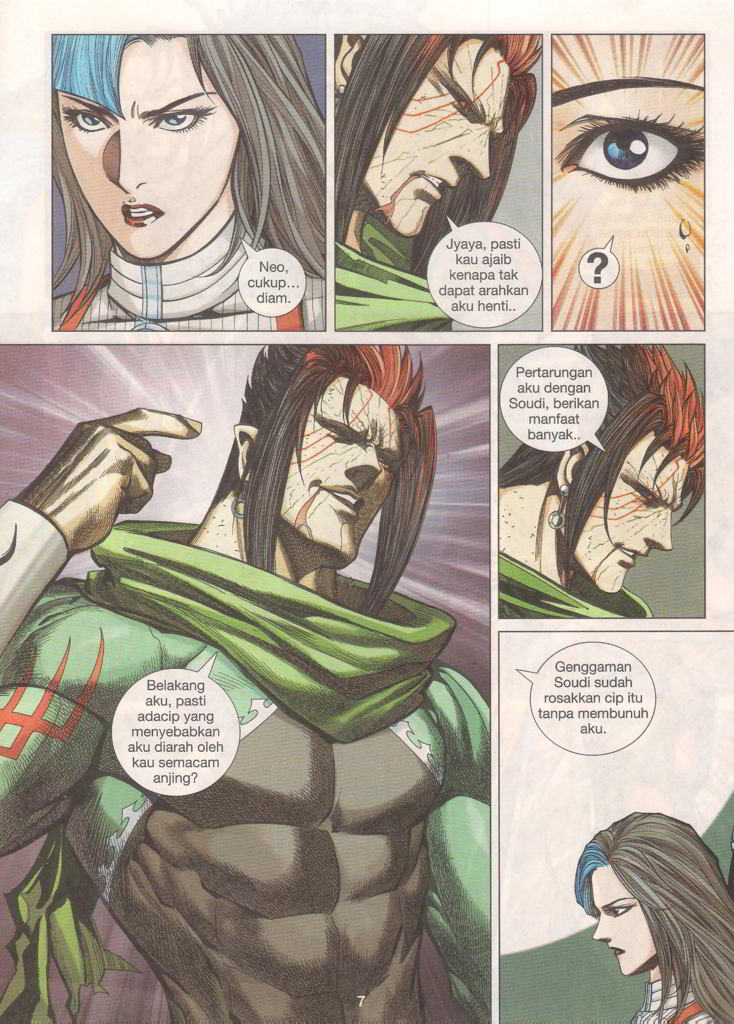 Neo,
cukup...
diam.
Jyaya, pasti
kau ajaib
kenapa tak
dapat arahkan
aku henti..
?
Belakang
aku, pasti
adacip yang
menyebabkan
aku diarah oleh
kau semacam
anjing?
Pertarungan
aku dengan
Soudi, berikan
manfaat
banyak..
Genggaman
Soudi sudah
rosakkan cip itu
tanpa membunuh
aku.
7